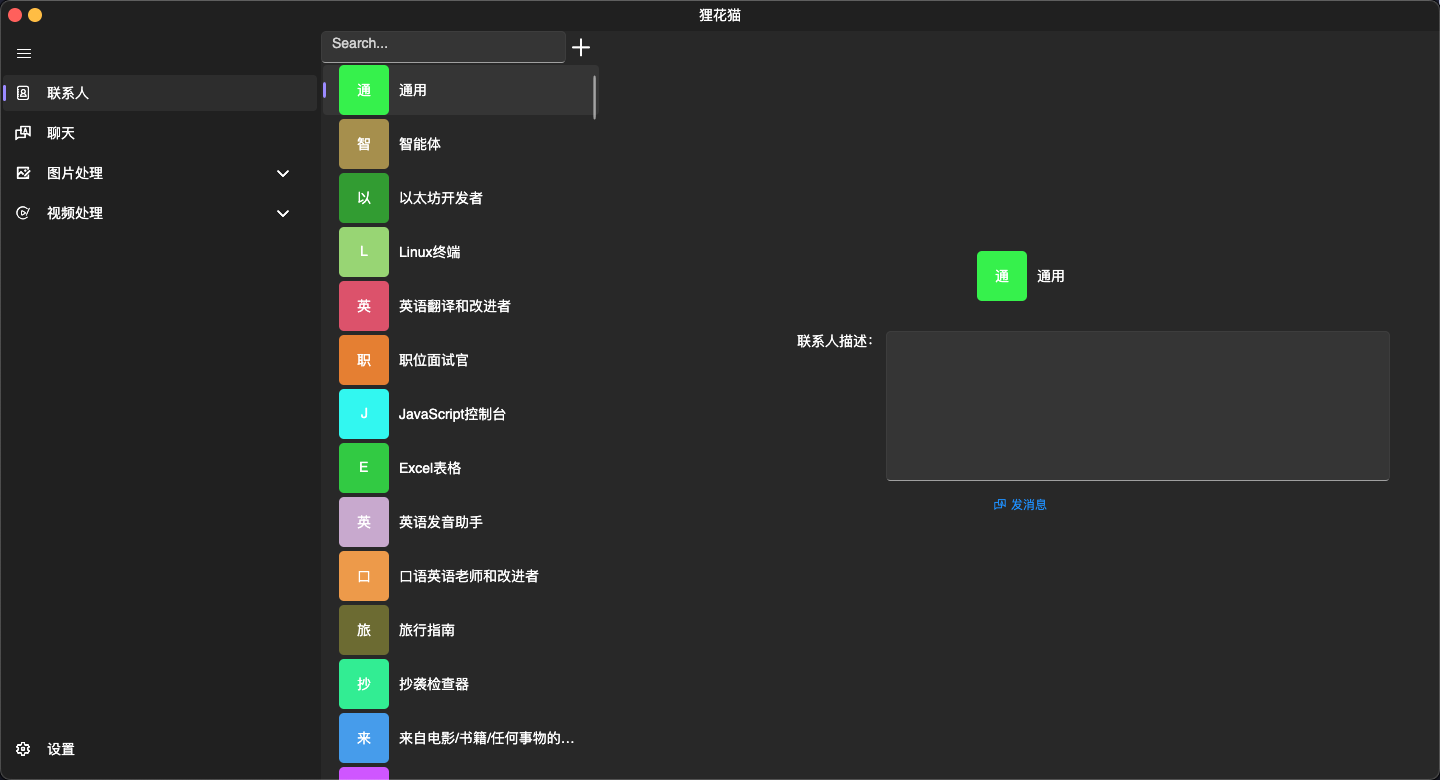 狸花猫
联系人
聊天
图片处理
视频处理
设置
Search...
通 通用
智 智能体
以 以太坊开发者
L Linux终端
英 英语翻译和改进者
职 职位面试官
J JavaScript控制台
E Excel表格
英 英语发音助手
口 口语英语老师和改进者
旅 旅行指南
抄 抄袭检查器
来 来自电影/书籍/任何事物的...
通 通用
联系人描述：
发消息